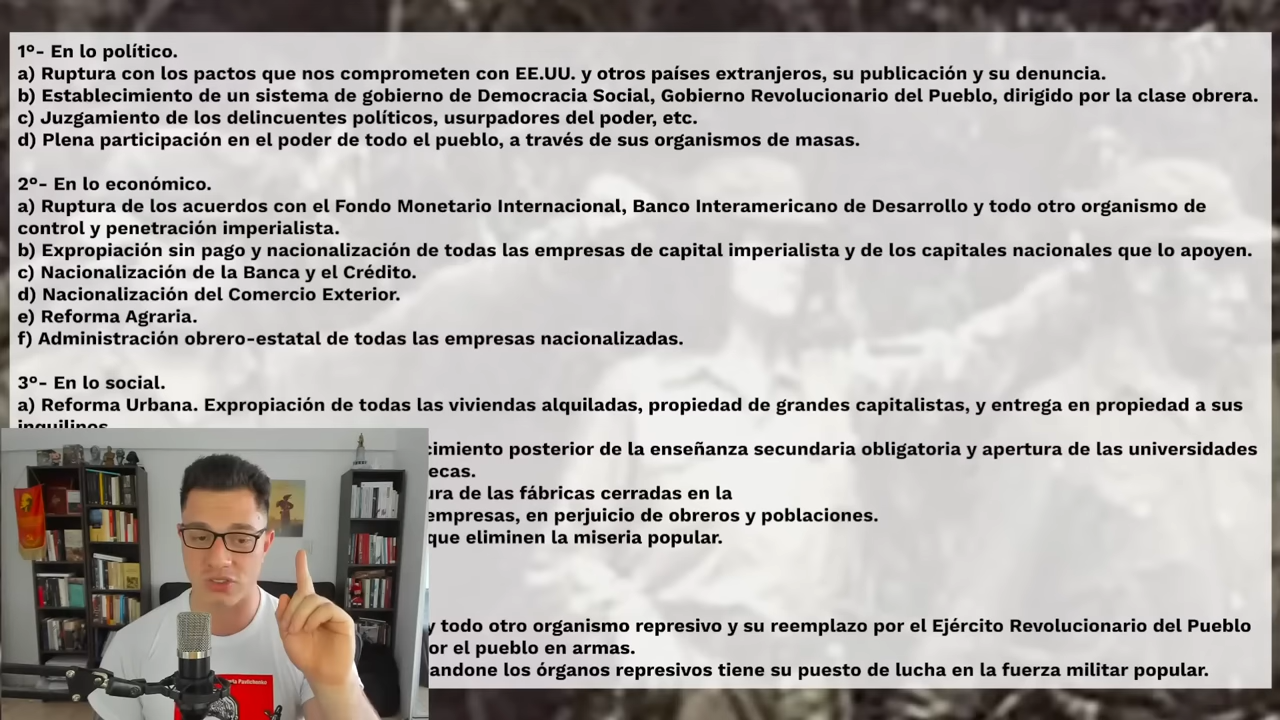 1º- En lo político.
a) Ruptura con los pactos que nos comprometen con EE.UU. y otros países extranjeros, su publicación y su denuncia.
b) Establecimiento de un sistema de gobierno de Democracia Social, Gobierno Revolucionario del Pueblo, dirigido por la clase obrera.
c) Juzgamiento de los delincuentes políticos, usurpadores del poder, etc.
d) Plena participación en el poder de todo el pueblo, a través de sus organismos de masas.
2º- En lo económico.
a) Ruptura de los acuerdos con el Fondo Monetario Internacional, Banco Interamericano de Desarrollo y todo otro organismo de
control y penetración imperialista.
b) Expropiación sin pago y nacionalización de todas las empresas de capital imperialista y de los capitales nacionales que lo apoyen.
c) Nacionalización de la Banca y el Crédito.
d) Nacionalización del Comercio Exterior.
e) Reforma Agraria.
f) Administración obrero-estatal de todas las empresas nacionalizadas.
3º- En lo social.
a) Reforma Urbana. Expropiación de todas las viviendas alquiladas, propiedad de grandes capitalistas, y entrega en propiedad a sus
inquilinos.
cimiento posterior de la enseñanza secundaria obligatoria y apertura de las universidades
ecas.
ura de las fábricas cerradas en la
empresas, en perjuicio de obreros y poblaciones.
que eliminen la miseria popular.
y todo otro organismo represivo y su reemplazo por el Ejército Revolucionario del Pueblo
or el pueblo en armas.
andone los órganos represivos tiene su puesto de lucha en la fuerza militar popular.